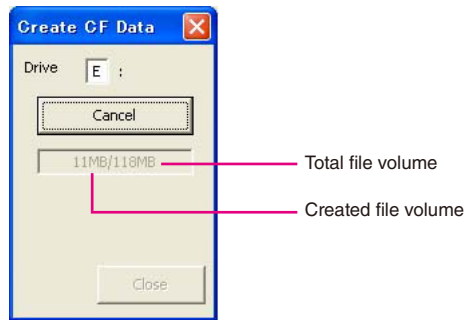 Create CF Data
Drive E :
Cancel
11MB/118MB
Total file volume
Created file volume
Close